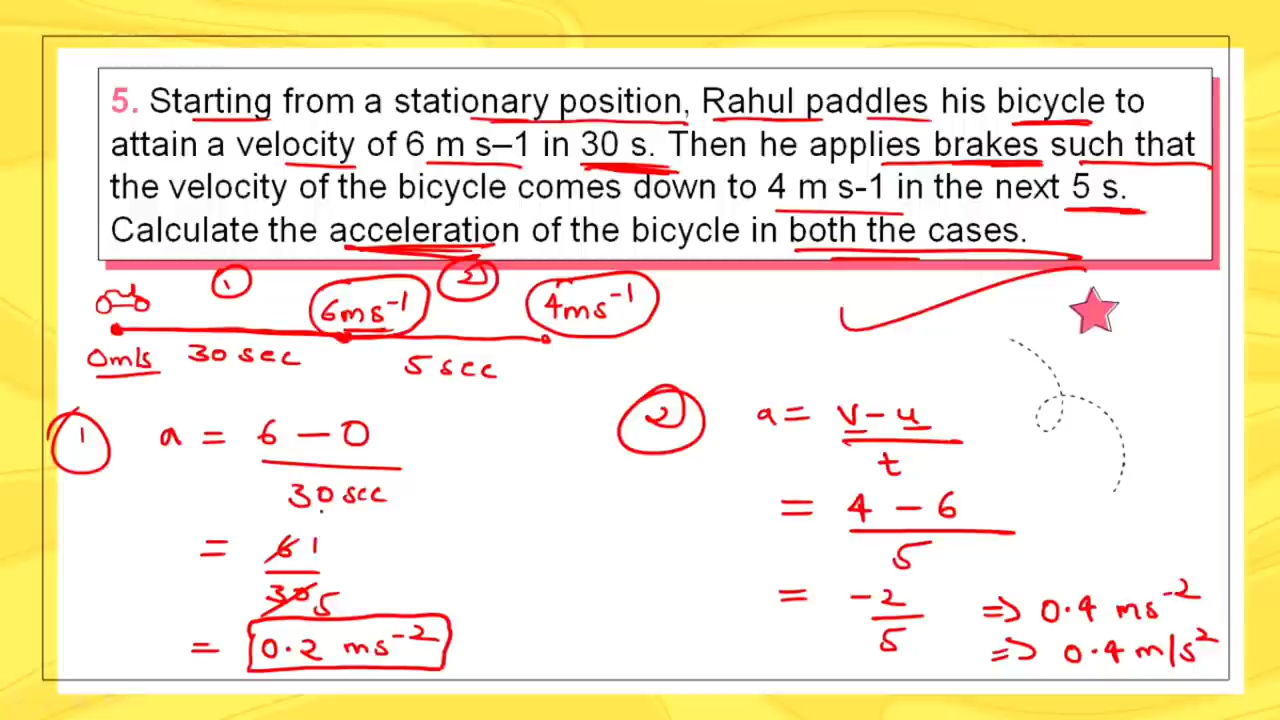 5. Starting from a stationary position, Rahul paddles his bicycle to
attain a velocity of 6 m s–1 in 30 s. Then he applies brakes such that
the velocity of the bicycle comes down to 4 m s-1 in the next 5 s.
Calculate the acceleration of the bicycle in both the cases.
1 2
6ms⁻¹ 4ms⁻¹
0m/s 30 sec 5 sec
1 a = 6 – 0
30 sec
= 6 1
30 5
= 0.2 ms⁻²
2 a = v – u
t
= 4 – 6
5
= -2
5
=> 0.4 ms⁻²
=> 0.4 m/s²